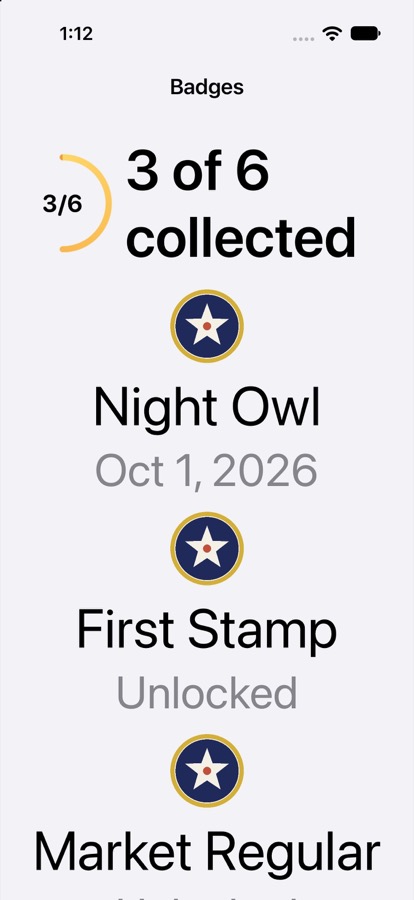 1:12
Badges
3/6
3 of 6
collected
Night Owl
Oct 1, 2026
First Stamp
Unlocked
Market Regular